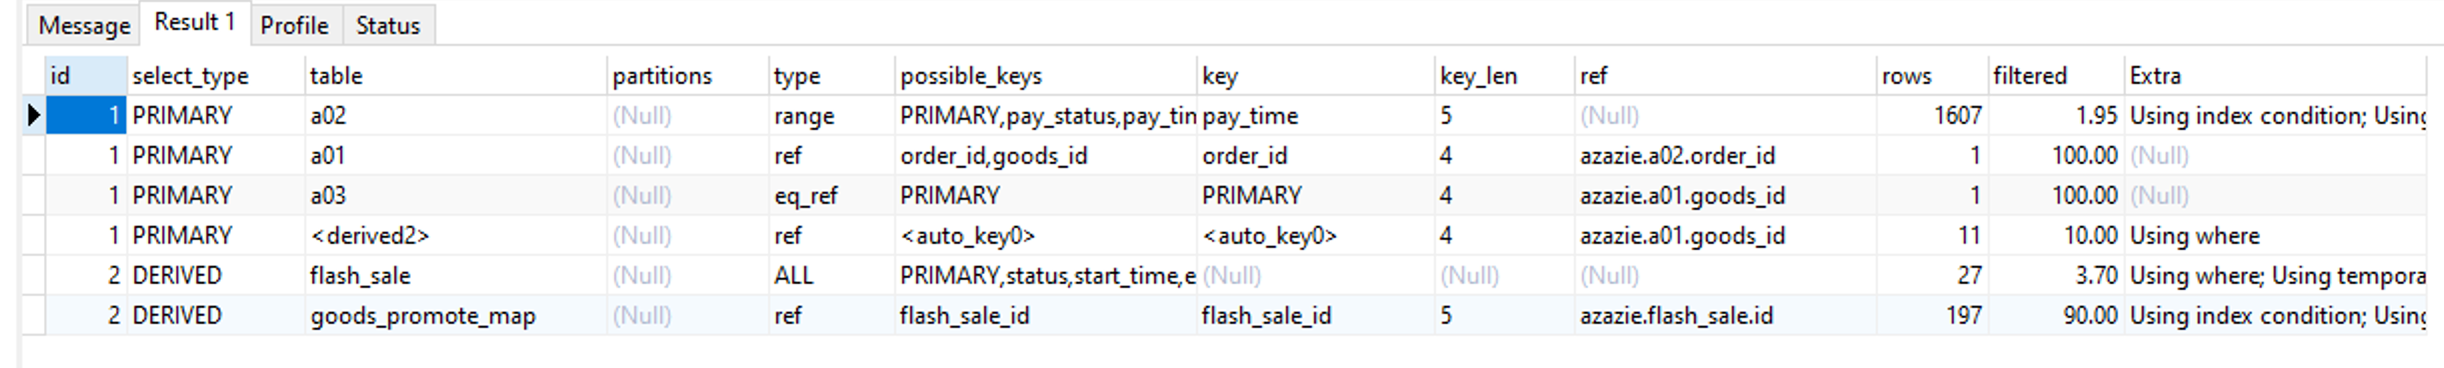 Message Result 1 Profile Status
id select_type table partitions type possible_keys key key_len ref rows filtered Extra
1 PRIMARY a02 (Null) range PRIMARY,pay_status,pay_tin pay_time 5 (Null) 1607 1.95 Using index condition; Using
1 PRIMARY a01 (Null) ref order_id,goods_id order_id 4 azazie.a02.order_id 1 100.00 (Null)
1 PRIMARY a03 (Null) eq_ref PRIMARY PRIMARY 4 azazie.a01.goods_id 1 100.00 (Null)
1 PRIMARY <derived2> (Null) ref <auto_key0> <auto_key0> 4 azazie.a01.goods_id 11 10.00 Using where
2 DERIVED flash_sale (Null) ALL PRIMARY,status,start_time,e (Null) (Null) (Null) 27 3.70 Using where; Using tempora
2 DERIVED goods_promote_map (Null) ref flash_sale_id flash_sale_id 5 azazie.flash_sale.id 197 90.00 Using index condition; Using